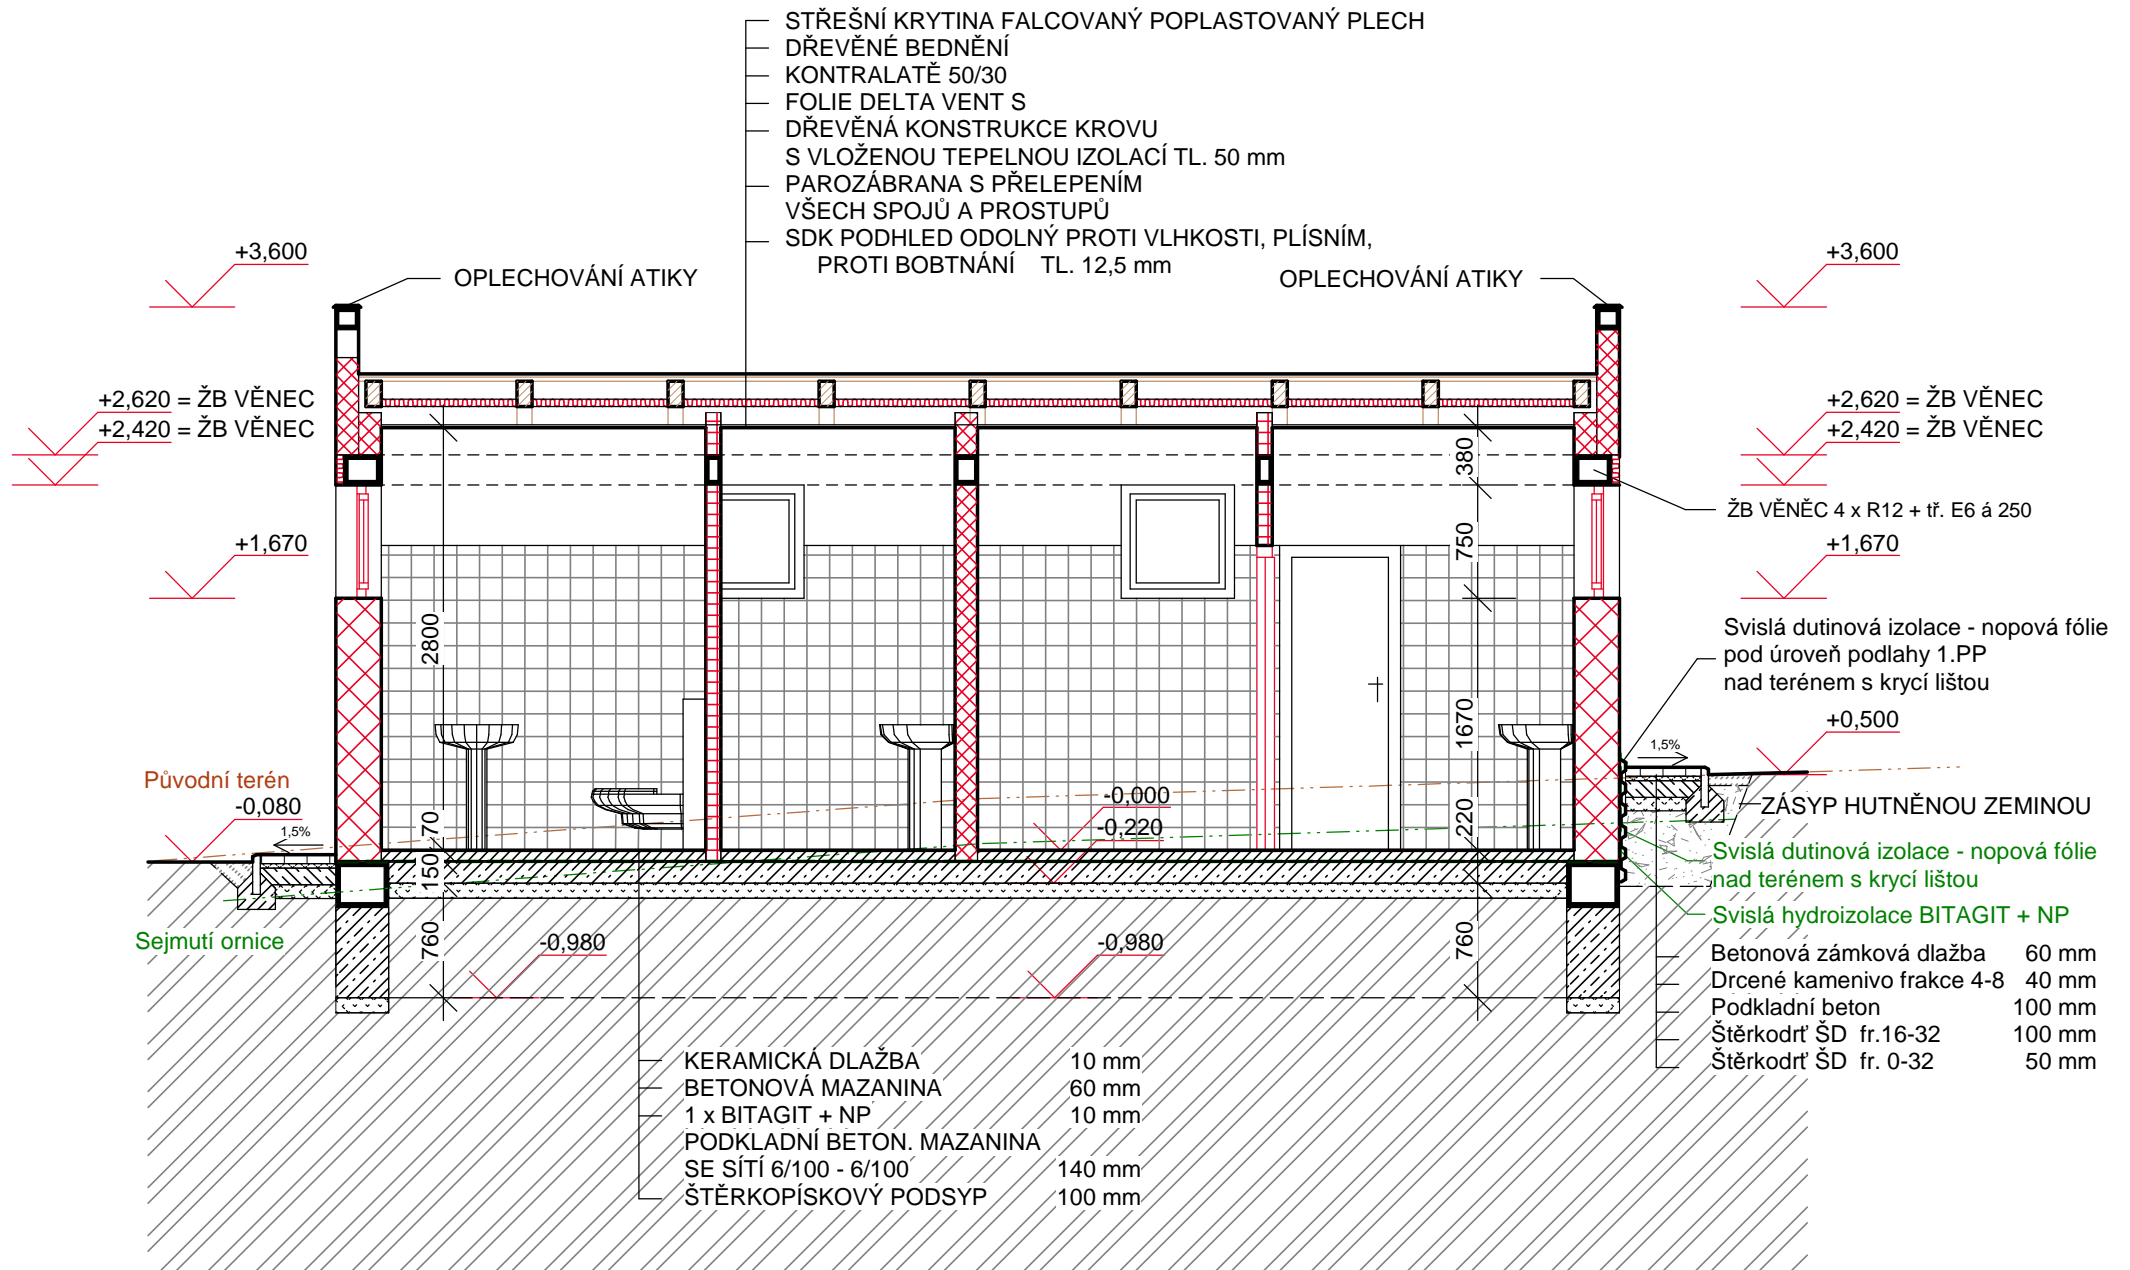 STŘEŠNÍ KRYTINA FALCOVANÝ POPLASTOVANÝ PLECH
DŘEVĚNÉ BEDNĚNÍ
KONTRALATĚ 50/30
FOLIE DELTA VENT S
DŘEVĚNÁ KONSTRUKCE KROVU
S VLOŽENOU TEPELNOU IZOLACÍ TL. 50 mm
PAROZÁBRANA S PŘELEPENÍM
VŠECH SPOJŮ A PROSTUPŮ
SDK PODHLED ODOLNÝ PROTI VLHKOSTI, PLÍSNÍM,
PROTI BOBTNÁNÍ TL. 12,5 mm
+3,600
OPLECHOVÁNÍ ATIKY
OPLECHOVÁNÍ ATIKY
+3,600
+2,620 = ŽB VĚNEC
+2,420 = ŽB VĚNEC
+2,620 = ŽB VĚNEC
+2,420 = ŽB VĚNEC
380
ŽB VĚNĚC 4 x R12 + tř. E6 á 250
+1,670
750
+1,670
2800
Svislá dutinová izolace - nopová fólie
pod úroveň podlahy 1.PP
nad terénem s krycí lištou
1670
+0,500
1,5%
Původní terén
-0,080
1,5%
-0,000
-0,220
220
ZÁSYP HUTNĚNOU ZEMINOU
70
150
Svislá dutinová izolace - nopová fólie
nad terénem s krycí lištou
Svislá hydroizolace BITAGIT + NP
Sejmutí ornice
760
-0,980
-0,980
760
Betonová zámková dlažba 60 mm
Drcené kamenivo frakce 4-8 40 mm
Podkladní beton 100 mm
Štěrkodrť ŠD fr.16-32 100 mm
Štěrkodrť ŠD fr. 0-32 50 mm
KERAMICKÁ DLAŽBA 10 mm
BETONOVÁ MAZANINA 60 mm
1 x BITAGIT + NP 10 mm
PODKLADNÍ BETON. MAZANINA
SE SÍTÍ 6/100 - 6/100 140 mm
ŠTĚRKOPÍSKOVÝ PODSYP 100 mm